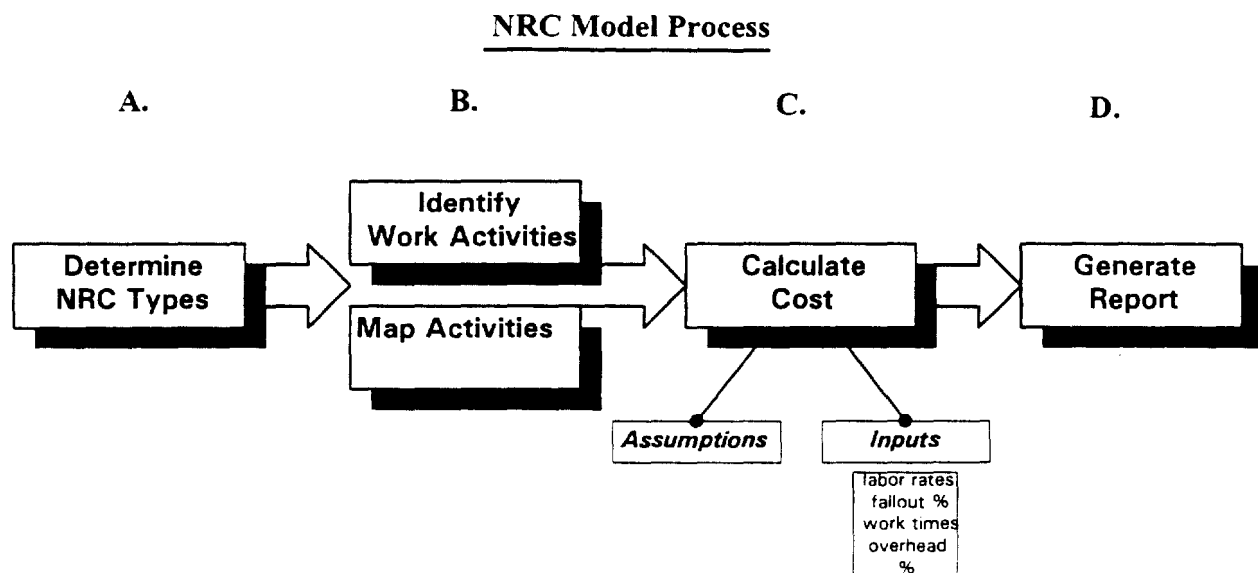 NRC Model Process
A.
B.
C.
D.
Determine
NRC Types
Identify
Work Activities
Map Activities
Calculate
Cost
Generate
Report
Assumptions
Inputs
labor rates
fallout %
work times
overhead
%